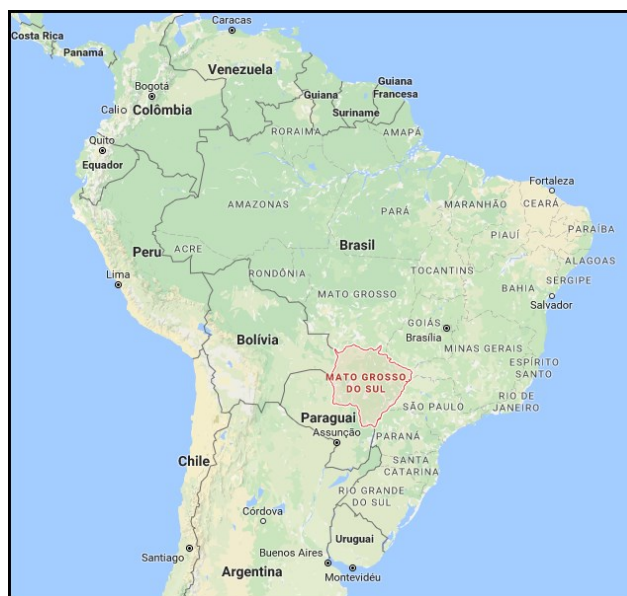 Caracas
Costa Rica
Panamá
Venezuela
Bogotá
Guiana
Guiana
Francesa
Cali
Colômbia
Suriname
RORAIMA
AMAPÁ
Quito
Equador
Fortaleza
AMAZONAS
PARÁ
MARANHÃO
CEARÁ
PIAUÍ
PARAÍBA
Peru
ACRE
Brasil
ALAGOAS
Lima
RONDÔNIA
TOCANTINS
SERGIPE
BAHIA
MATO GROSSO
Salvador
GOIÁS
Brasília
Bolívia
MINAS GERAIS
ESPÍRITO
SANTO
MATO GROSSO
DO SUL
RIO DE
JANEIRO
SÃO PAULO
Paraguai
Assunção
PARANÁ
Chile
SANTA
CATARINA
RIO GRANDE
DO SUL
Córdova
Uruguai
Santiago
Buenos Aires
Argentina
Montevidéu